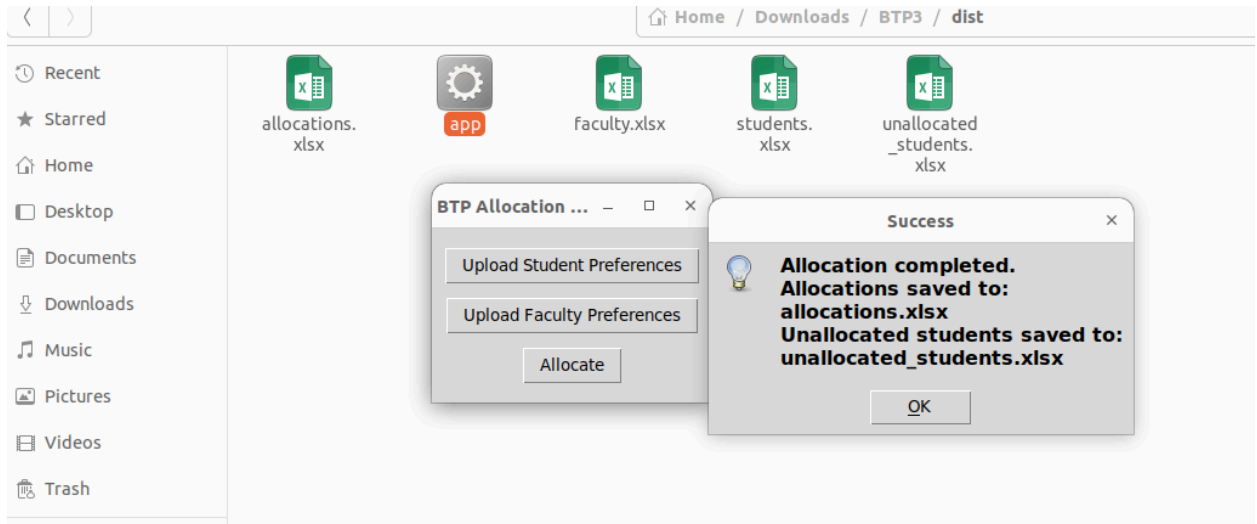 Home / Downloads / BTP3 / dist
Recent
Starred
Home
Desktop
Documents
Downloads
Music
Pictures
Videos
Trash
allocations.
xlsx
app
faculty.xlsx
students.
xlsx
unallocated
_students.
xlsx
BTP Allocation ...
Upload Student Preferences
Upload Faculty Preferences
Allocate
Success
Allocation completed.
Allocations saved to:
allocations.xlsx
Unallocated students saved to:
unallocated_students.xlsx
OK